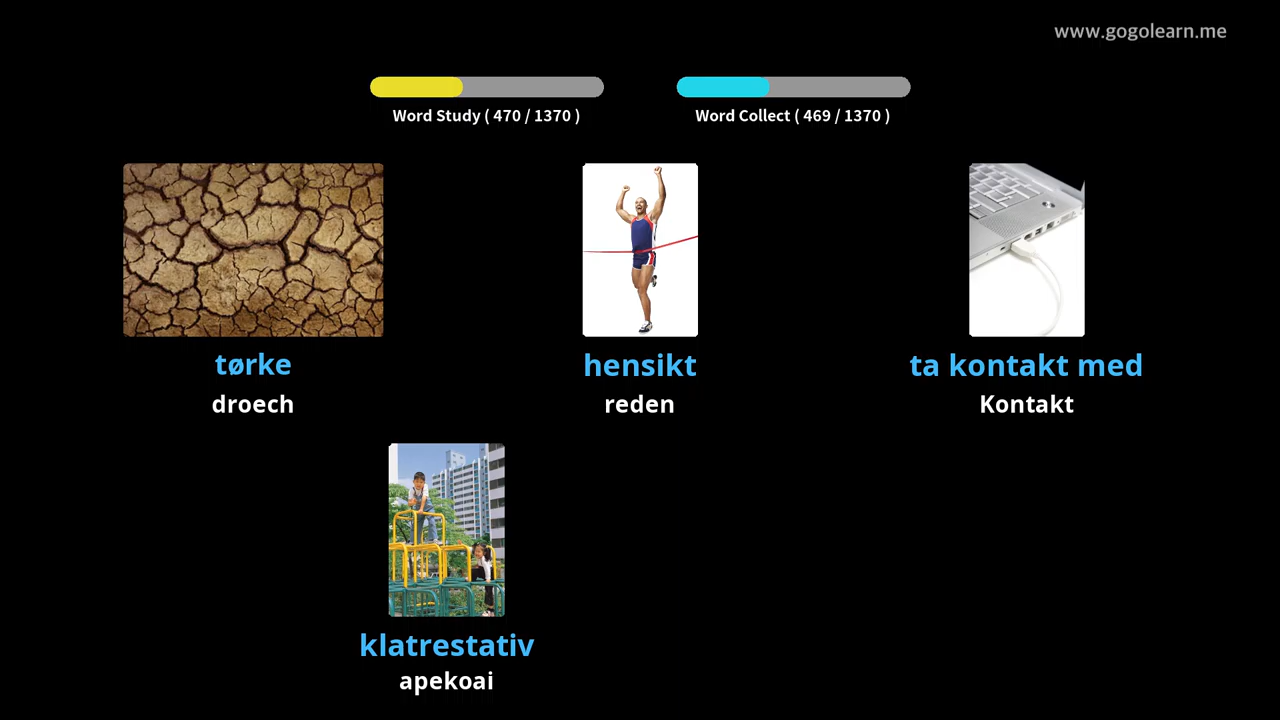 www.gogolearn.me
Word Study ( 470 / 1370 )
Word Collect ( 469 / 1370 )
tørke
droech
hensikt
reden
ta kontakt med
Kontakt
klatrestativ
apekoai